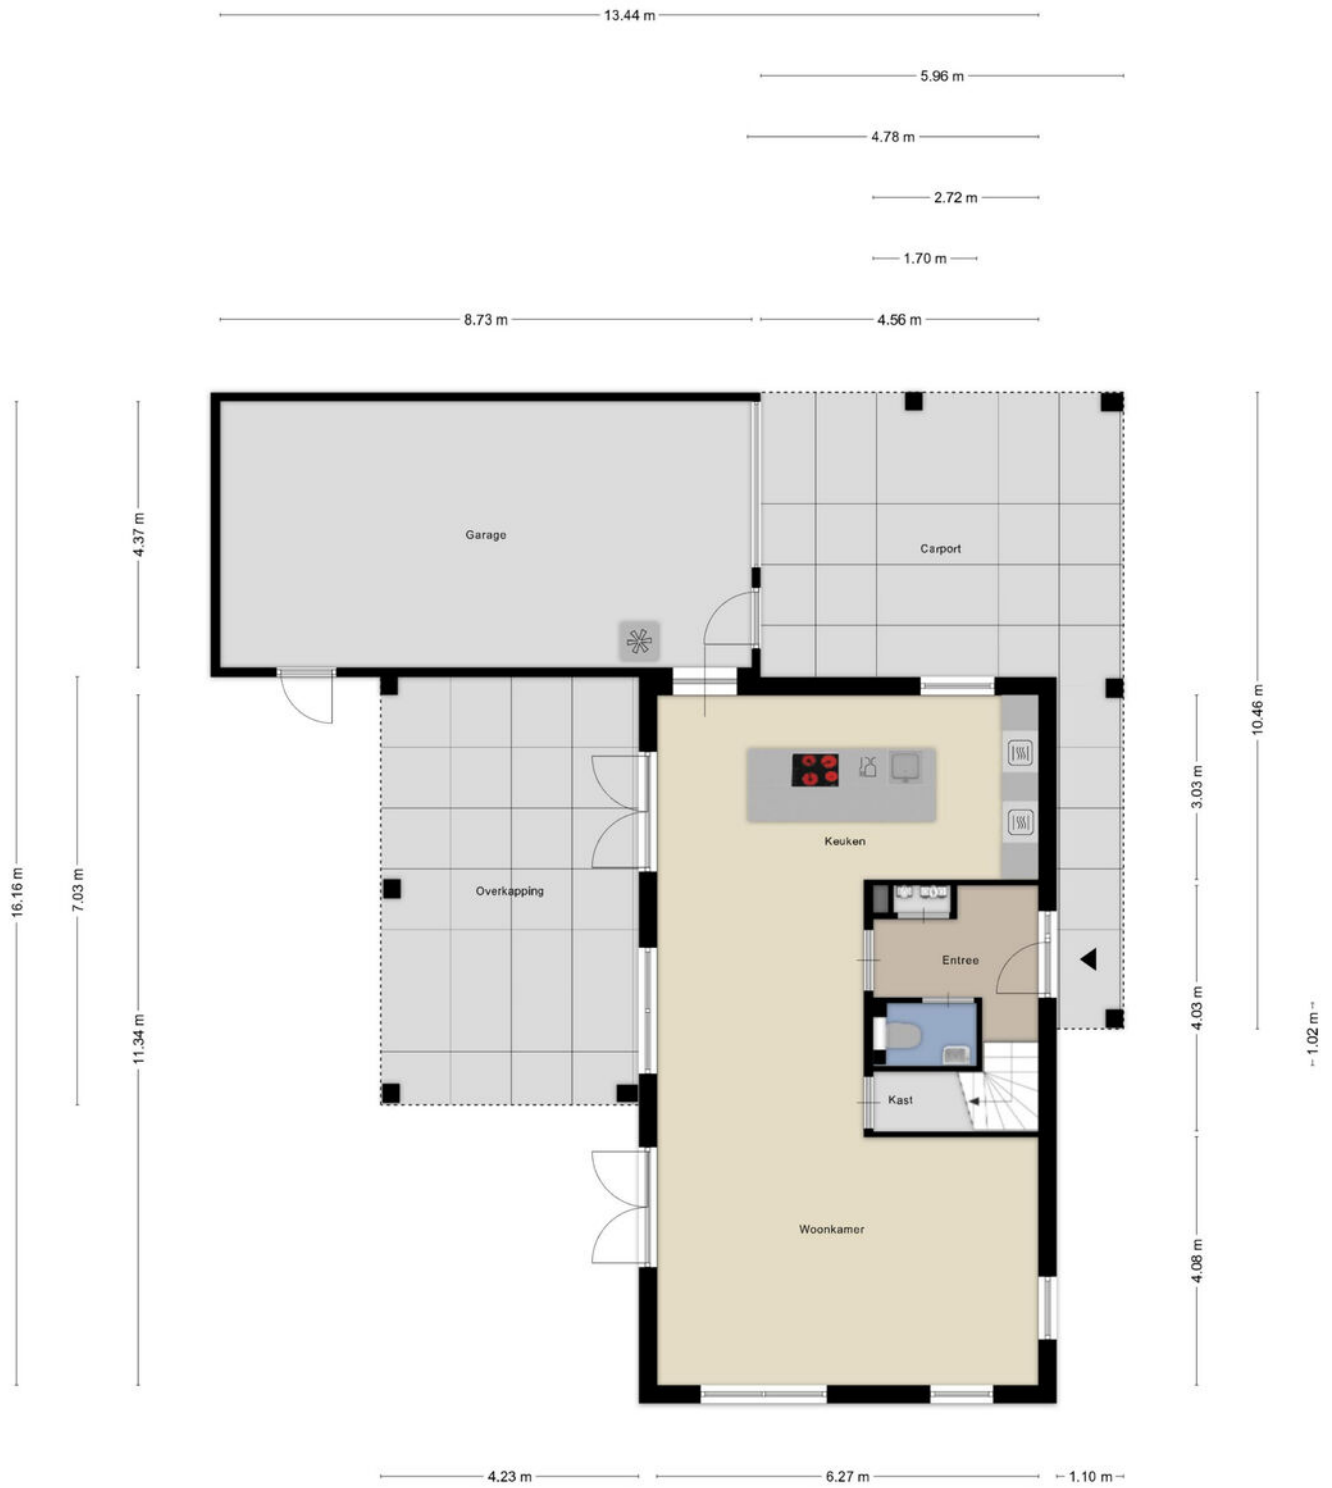 13.44 m
5.96 m
4.78 m
2.72 m
1.70 m
8.73 m
4.56 m
4.37 m
Garage
Carport
10.46 m
3.03 m
Keuken
16.16 m
7.03 m
Overkapping
Entree
4.03 m
1.02 m
11.34 m
Kast
Woonkamer
4.08 m
4.23 m
6.27 m
1.10 m